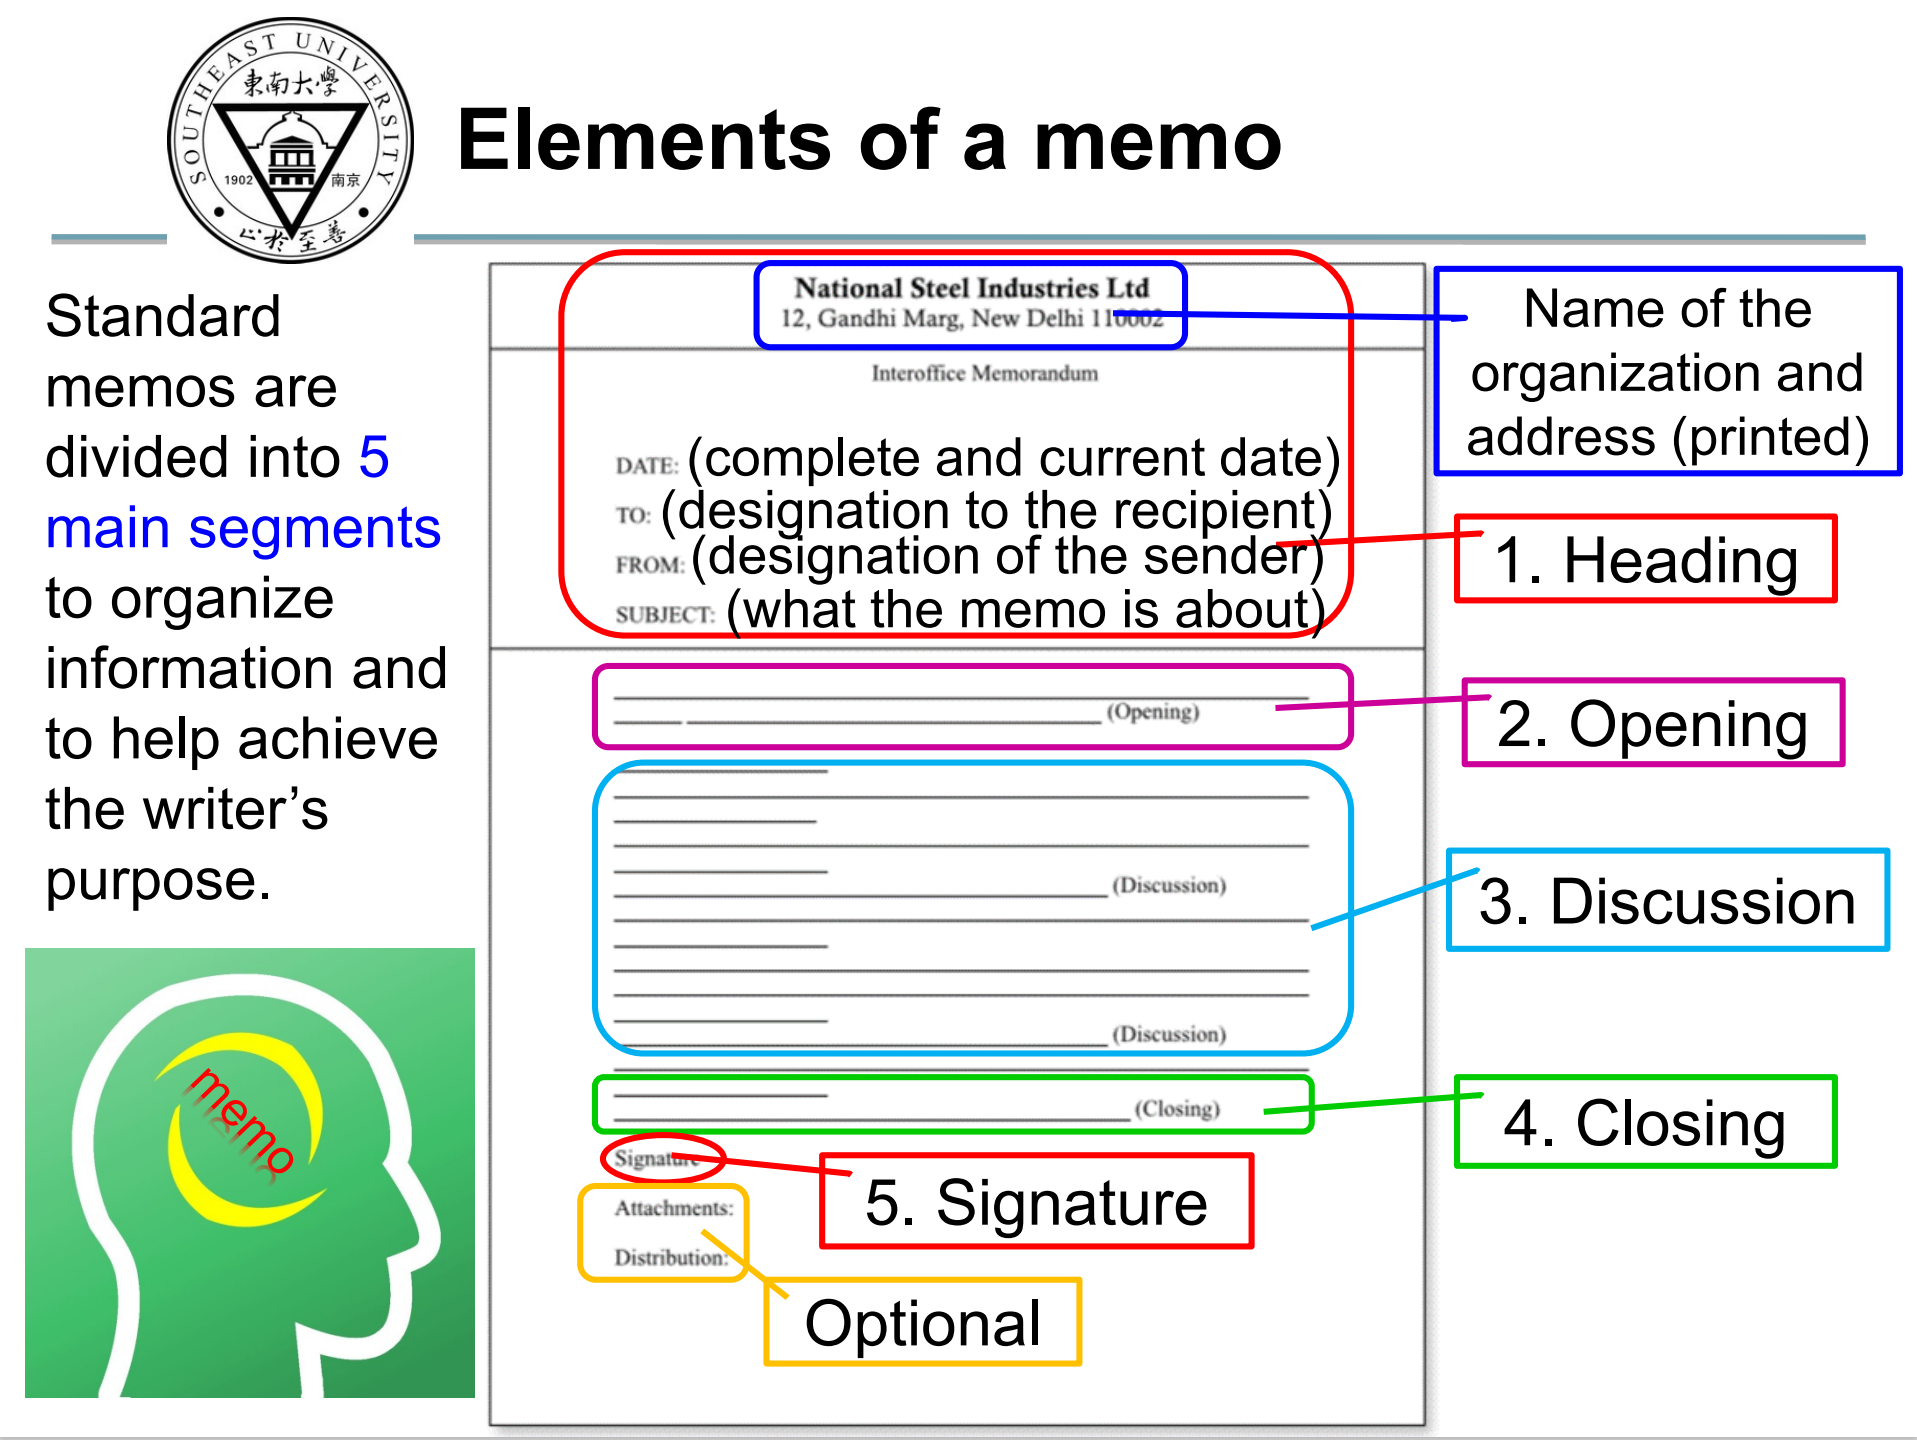 SOUTHEAST UNIVERSITY
東南大學
1902 南京
止於至善
Elements of a memo
Standard
memos are
divided into 5
main segments
to organize
information and
to help achieve
the writer’s
purpose.
memo
National Steel Industries Ltd
12, Gandhi Marg, New Delhi 110002
Interoffice Memorandum
DATE: (complete and current date)
TO: (designation to the recipient)
FROM: (designation of the sender)
SUBJECT: (what the memo is about)
(Opening)
(Discussion)
(Discussion)
(Closing)
Signature
Attachments:
Distribution:
Name of the
organization and
address (printed)
1. Heading
2. Opening
3. Discussion
4. Closing
5. Signature
Optional